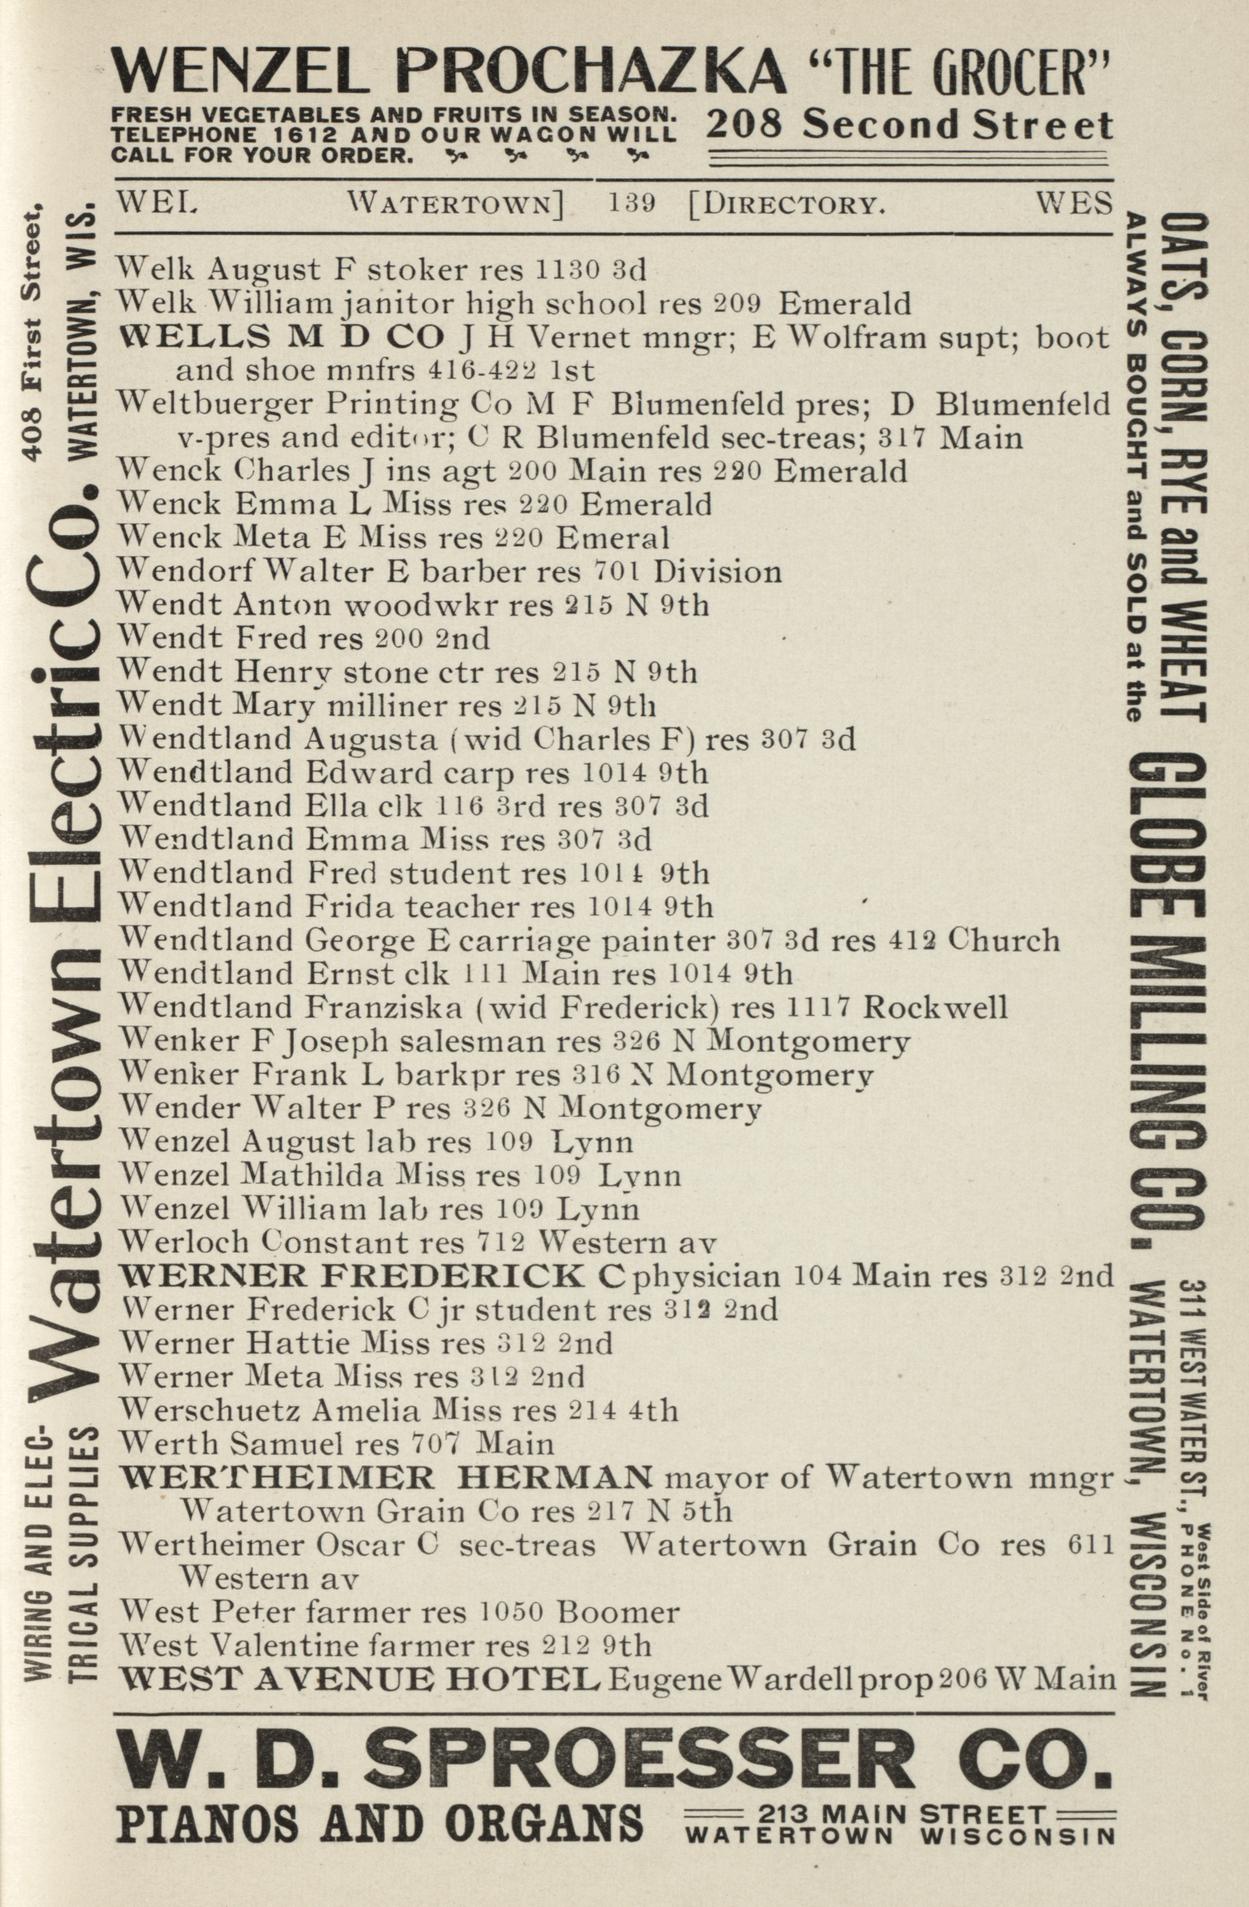 WENZEL PROCHAZKA "THE GROCER"
FRESH VEGETABLES AND FRUITS IN SEASON.
TELEPHONE 1612 AND OUR WAGON WILL
CALL FOR YOUR ORDER.
208 Second Street
WEL WATERTOWN] 139 [DIRECTORY. WES
Welk August F stoker res 1130 3d
Welk William janitor high school res 209 Emerald
WELLS M D CO J H Vernet mngr; E Wolfram supt; boot
and shoe mnfrs 416-422 1st
Weltbuerger Printing Co M F Blumenfeld pres; D Blumenfeld
v-pres and editor; C R Blumenfeld sec-treas; 317 Main
Wenck Charles J ins agt 200 Main res 220 Emerald
Wenck Emma L Miss res 220 Emerald
Wenck Meta E Miss res 220 Emeral
Wendorf Walter E barber res 701 Division
Wendt Anton woodwkr res 215 N 9th
Wendt Fred res 200 2nd
Wendt Henry stone ctr res 215 N 9th
Wendt Mary milliner res 215 N 9th
Wendtland Augusta (wid Charles F) res 307 3d
Wendtland Edward carp res 1014 9th
Wendtland Ella clk 116 3rd res 307 3d
Wendtland Emma Miss res 307 3d
Wendtland Fred student res 1014 9th
Wendtland Frida teacher res 1014 9th
Wendtland George E carriage painter 307 3d res 412 Church
Wendtland Ernst clk 111 Main res 1014 9th
Wendtland Franziska (wid Frederick) res 1117 Rockwell
Wenker F Joseph salesman res 326 N Montgomery
Wenker Frank L barkpr res 316 N Montgomery
Wender Walter P res 326 N Montgomery
Wenzel August lab res 109 Lynn
Wenzel Mathilda Miss res 109 Lynn
Wenzel William lab res 109 Lynn
Werloch Constant res 712 Western av
WERNER FREDERICK C physician 104 Main res 312 2nd
Werner Frederick C jr student res 312 2nd
Werner Hattie Miss res 312 2nd
Werner Meta Miss res 312 2nd
Werschuetz Amelia Miss res 214 4th
Werth Samuel res 707 Main
WERTHEIMER HERMAN mayor of Watertown mngr
Watertown Grain Co res 217 N 5th
Wertheimer Oscar C sec-treas Watertown Grain Co res 611
Western av
West Peter farmer res 1050 Boomer
West Valentine farmer res 212 9th
WEST AVENUE HOTEL Eugene Wardell prop 206 W Main
W. D. SPROESSER CO.
PIANOS AND ORGANS
213 MAIN STREET
WATERTOWN WISCONSIN
WIRING AND ELEC-
TRICAL SUPPLIES
Watertown Electric Co.
408 First Street,
WATERTOWN, WIS.
OATS, CORN, RYE and WHEAT
ALWAYS BOUGHT and SOLD at the
GLOBE MILLING CO.
311 WEST WATER ST.,
West Side of River
PHONE No. 1
WATERTOWN, WISCONSIN